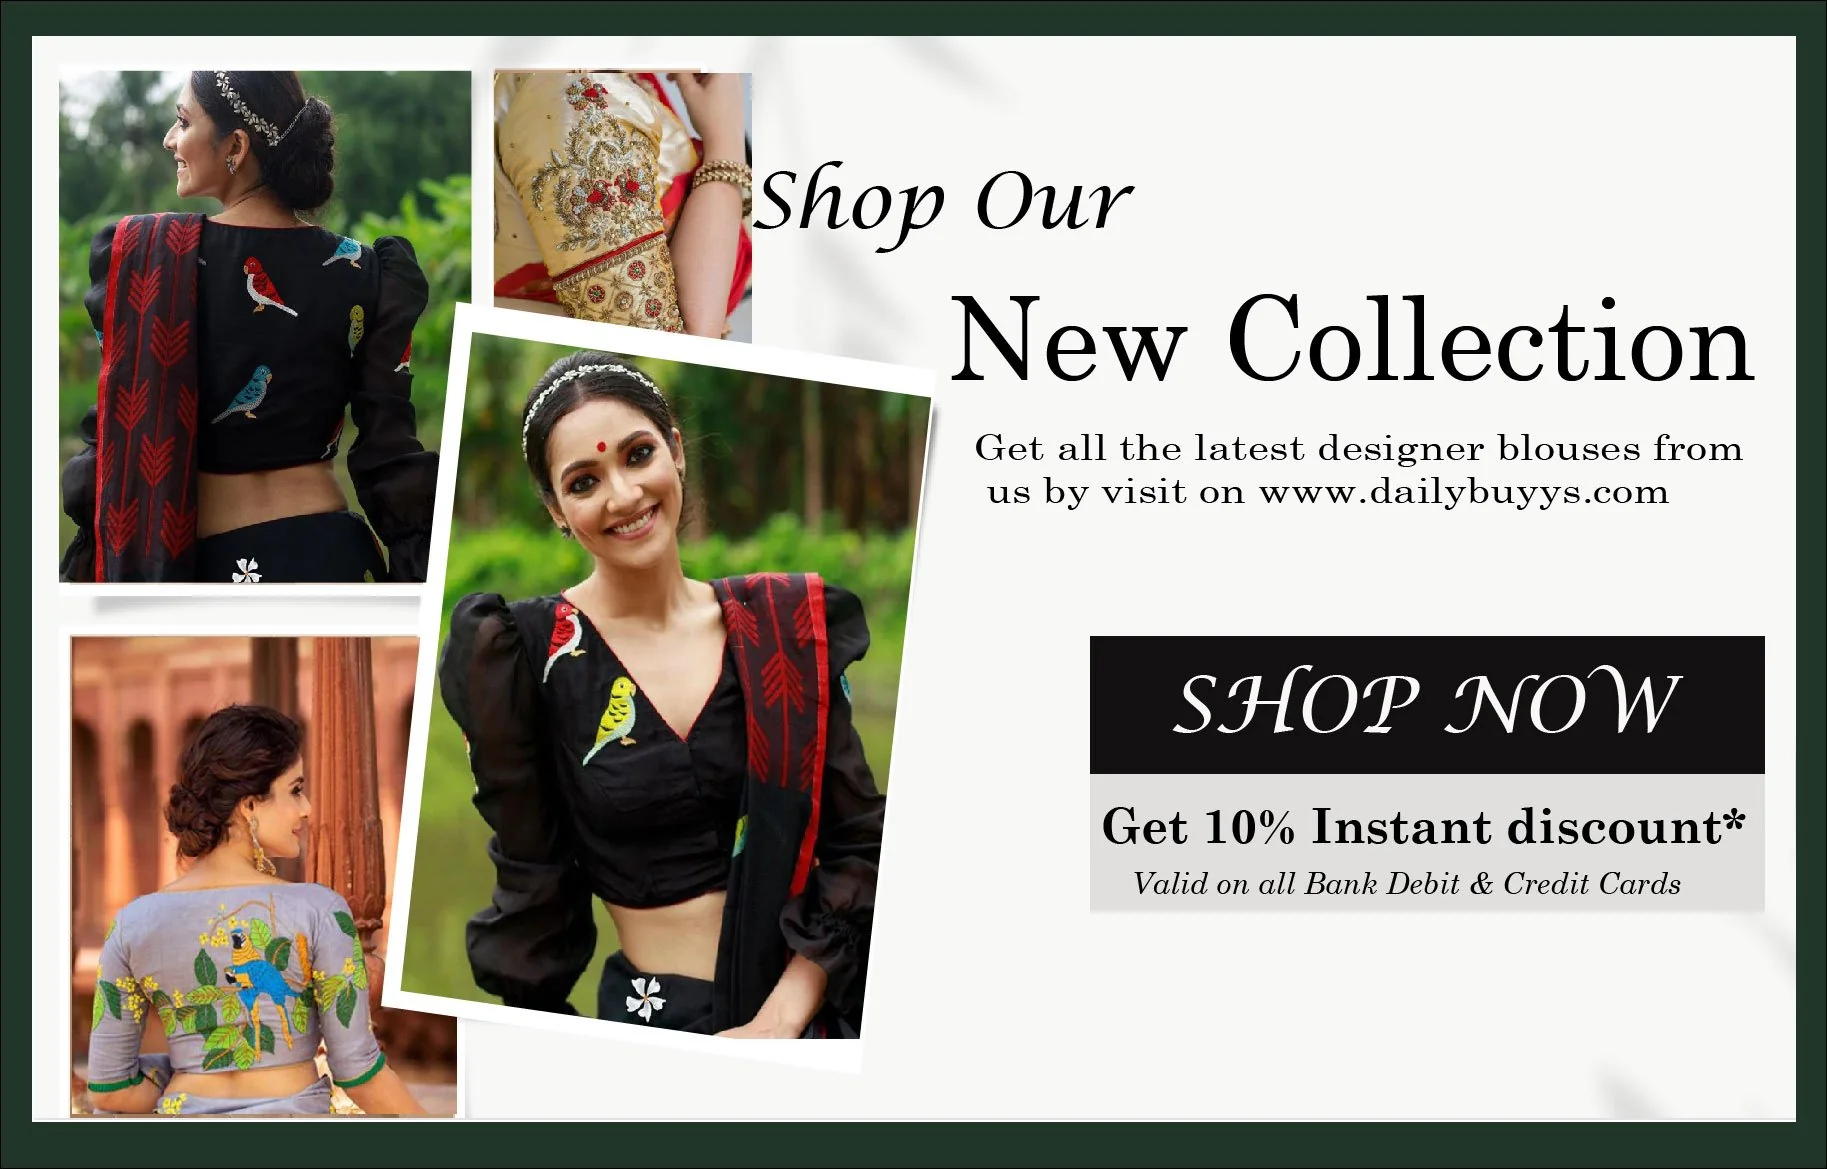 Shop Our
New Collection
Get all the latest designer blouses from
us by visit on www.dailybuyys.com
SHOP NOW
Get 10% Instant discount*
Valid on all Bank Debit & Credit Cards